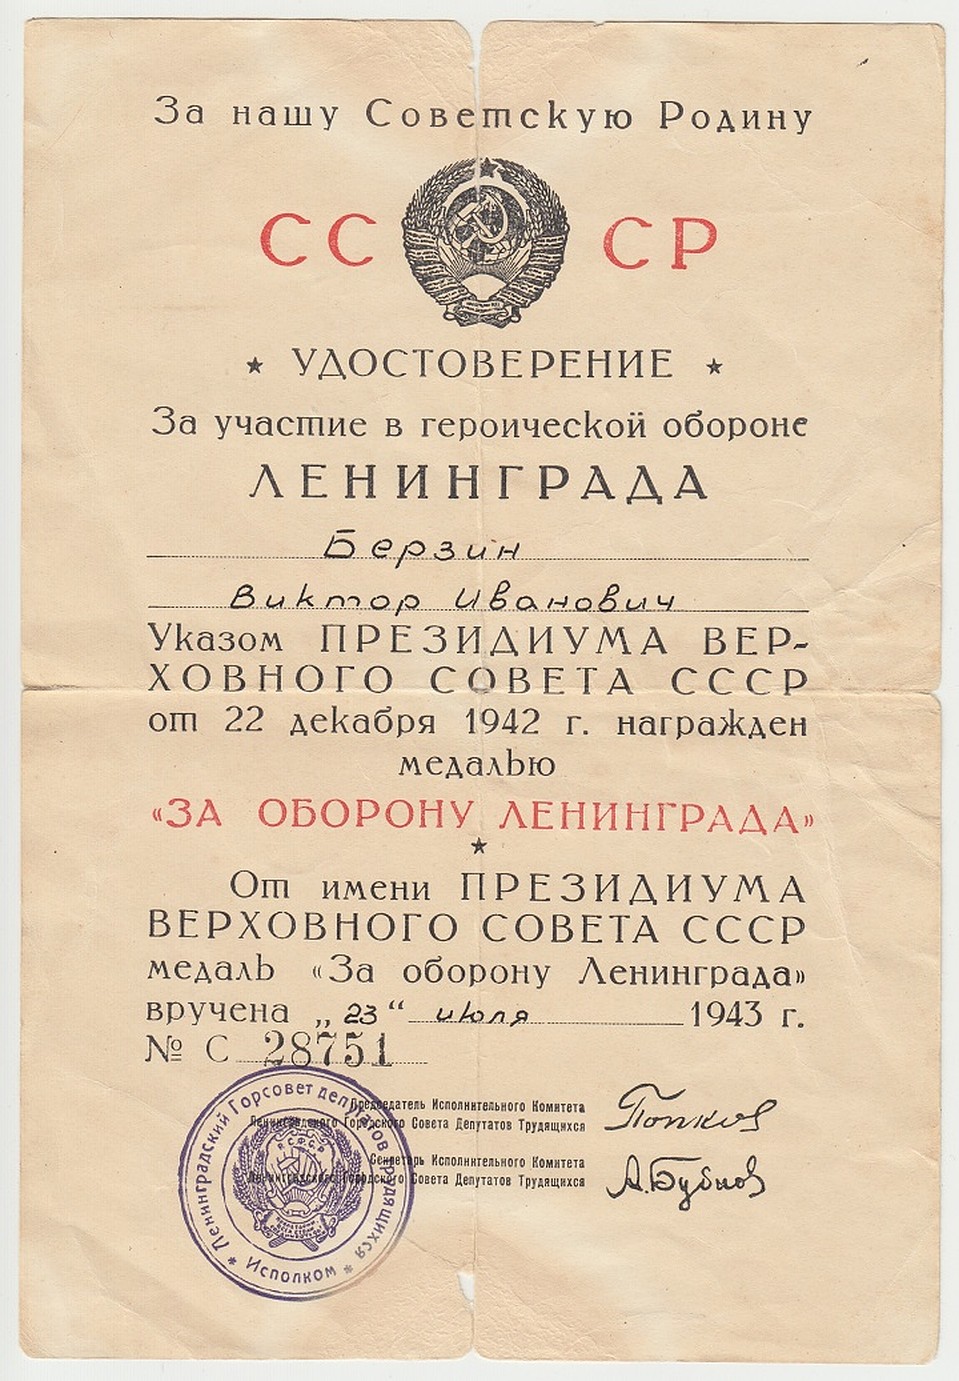 За нашу Советскую Родину
СС СР
★ УДОСТОВЕРЕНИЕ ★
За участие в героической обороне
ЛЕНИНГРАДА
Берзин
Виктор Иванович
Указом ПРЕЗИДИУМА ВЕР-
ХОВНОГО СОВЕТА СССР
от 22 декабря 1942 г. награжден
медалью
«ЗА ОБОРОНУ ЛЕНИНГРАДА»
★
От имени ПРЕЗИДИУМА
ВЕРХОВНОГО СОВЕТА СССР
медаль «За оборону Ленинграда»
вручена „23“ июля 1943 г.
№ С 28751
Председатель Исполнительного Комитета
Ленинградского Городского Совета Депутатов Трудящихся
Попков
Секретарь Исполнительного Комитета
Ленинградского Городского Совета Депутатов Трудящихся
А.Бубнов
Ленинградский Горсовет депутатов трудящихся
* Исполком *
Р.С.Ф.С.Р.